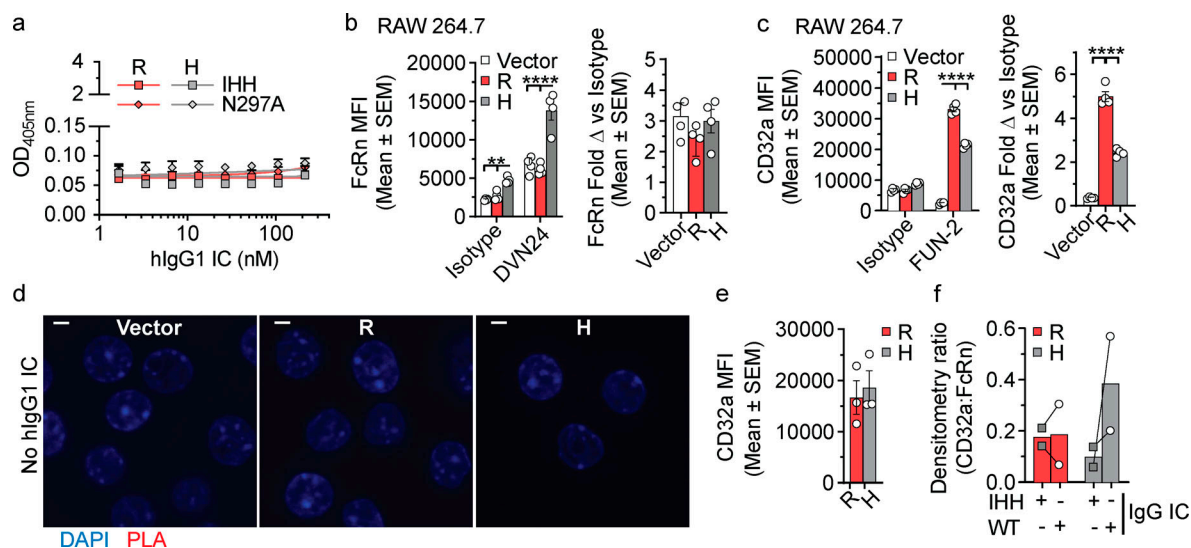 a
4
2
0.15
0.10
0.05
0.00
OD405nm
R H
IHH
N297A
10 100
hIgG1 IC (nM)
b RAW 264.7
FcRn MFI
(Mean ± SEM)
20000
15000
10000
5000
0
Vector
R
H
**
****
Isotype
DVN24
FcRn Fold Δ vs Isotype
(Mean ± SEM)
5
4
3
2
1
0
Vector
R
H
c RAW 264.7
CD32a MFI
(Mean ± SEM)
50000
40000
30000
20000
10000
0
Vector
R
H
****
Isotype
FUN-2
CD32a Fold Δ vs Isotype
(Mean ± SEM)
8
6
4
2
0
****
Vector
R
H
d
No hIgG1 IC
Vector
R
H
DAPI PLA
e
CD32a MFI
(Mean ± SEM)
30000
20000
10000
0
R
H
R
H
f
Densitometry ratio
(CD32a:FcRn)
0.8
0.6
0.4
0.2
0.0
R
H
IHH + - + -
WT - + - +
IgG IC